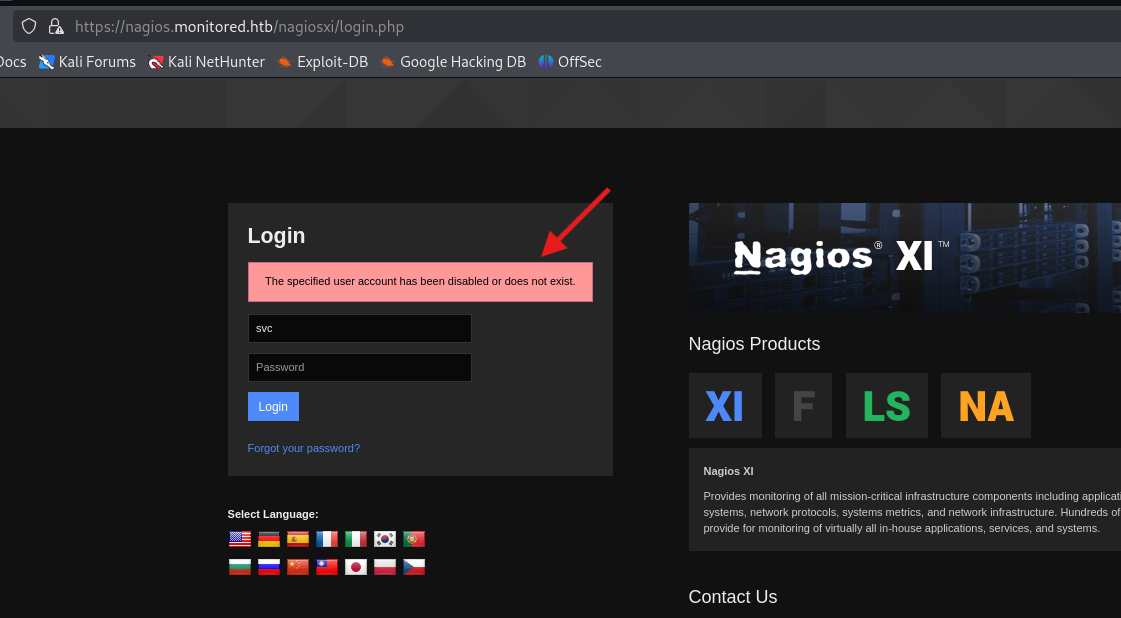 https://nagios.monitored.htb/nagiosxi/login.php
Docs Kali Forums Kali NetHunter Exploit-DB Google Hacking DB OffSec
Login
The specified user account has been disabled or does not exist.
svc
Password
Login
Forgot your password?
Select Language:
Nagios® XI™
Nagios Products
XI F LS NA
Nagios XI
Provides monitoring of all mission-critical infrastructure components including applicati
systems, network protocols, systems metrics, and network infrastructure. Hundreds of
provide for monitoring of virtually all in-house applications, services, and systems.
Contact Us